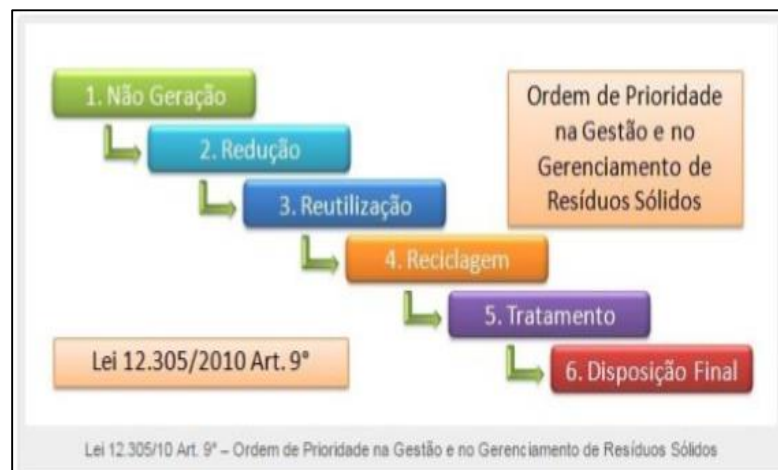 1. Não Geração
2. Redução
3. Reutilização
4. Reciclagem
5. Tratamento
6. Disposição Final
Ordem de Prioridade
na Gestão e no
Gerenciamento de
Resíduos Sólidos
Lei 12.305/2010 Art. 9°
Lei 12.305/10 Art. 9° – Ordem de Prioridade na Gestão e no Gerenciamento de Resíduos Sólidos